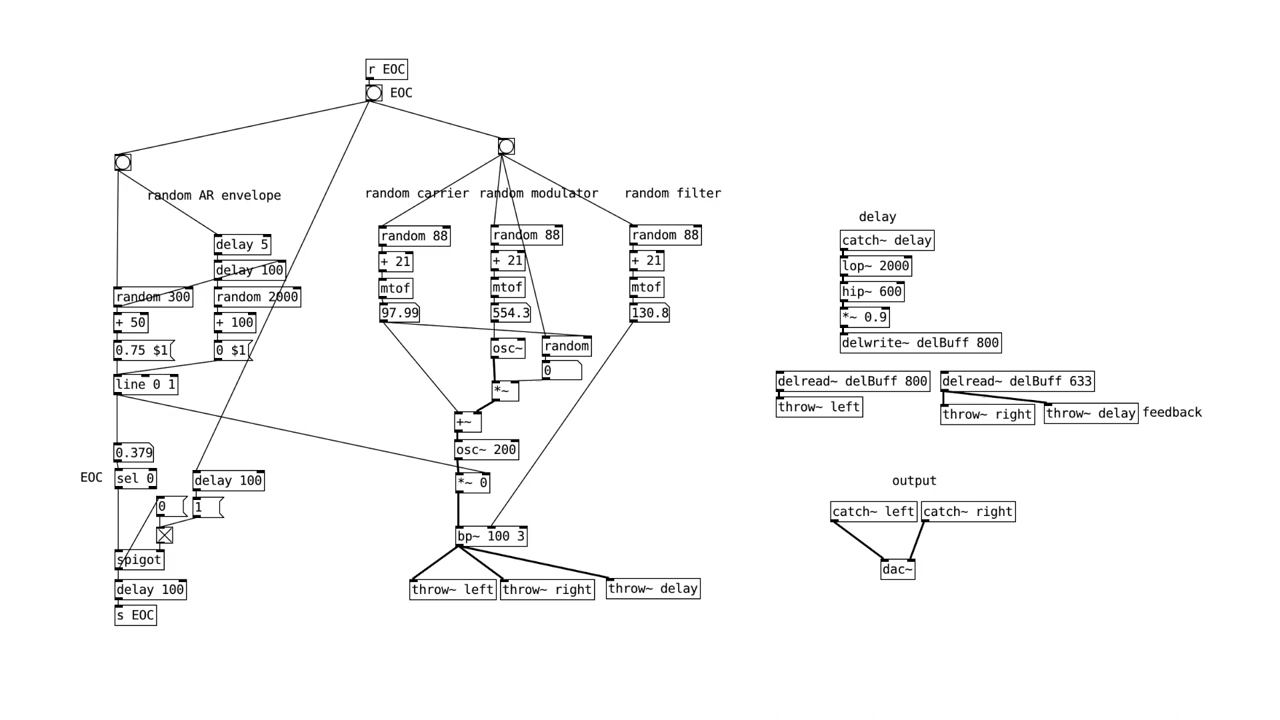 r EOC
EOC
random AR envelope
random carrier
random modulator
random filter
delay 5
delay 100
random 300
random 2000
+ 50
+ 100
0.75 $1
0 $1
line 0 1
0.379
EOC
sel 0
delay 100
0
1
spigot
delay 100
s EOC
random 88
random 88
random 88
+ 21
+ 21
+ 21
mtof
mtof
mtof
97.99
554.3
130.8
osc~
random
0
*~
+~
osc~ 200
*~ 0
bp~ 100 3
throw~ left
throw~ right
throw~ delay
delay
catch~ delay
lop~ 2000
hip~ 600
*~ 0.9
delwrite~ delBuff 800
delread~ delBuff 800
delread~ delBuff 633
throw~ left
throw~ right
throw~ delay
feedback
output
catch~ left
catch~ right
dac~